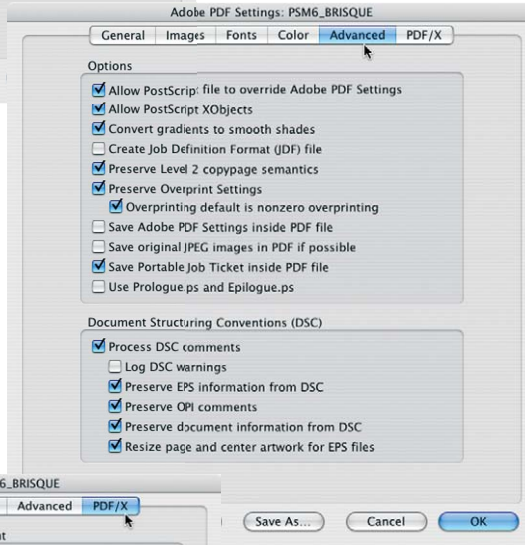 Adobe PDF Settings: PSM6_BRISQUE
General Images Fonts Color Advanced PDF/X
Options
Allow PostScript file to override Adobe PDF Settings
Allow PostScript XObjects
Convert gradients to smooth shades
Create Job Definition Format (JDF) file
Preserve Level 2 copypage semantics
Preserve Overprint Settings
Overprinting default is nonzero overprinting
Save Adobe PDF Settings inside PDF file
Save original JPEG images in PDF if possible
Save Portable Job Ticket inside PDF file
Use Prologue.ps and Epilogue.ps
Document Structuring Conventions (DSC)
Process DSC comments
Log DSC warnings
Preserve EPS information from DSC
Preserve OPI comments
Preserve document information from DSC
Resize page and center artwork for EPS files
6_BRISQUE
Advanced PDF/X
Save As... Cancel OK